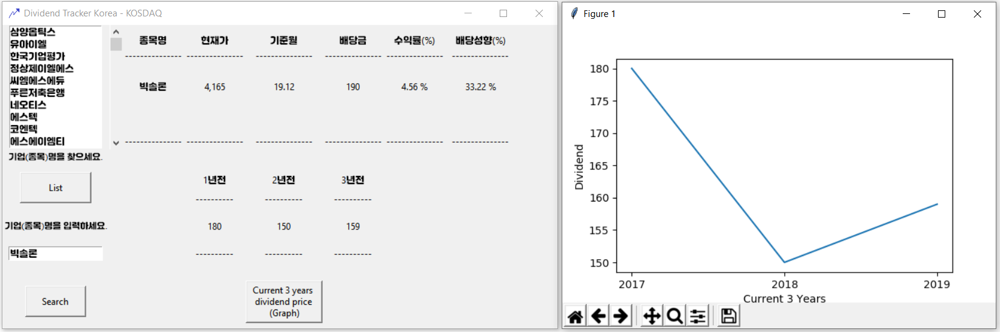 Dividend Tracker Korea - KOSDAQ
삼양옵틱스
유아이엘
한국기업평가
정상제이엘에스
씨엠에스에듀
푸른저축은행
네오티스
에스텍
코엔텍
에스에이엠티
기업(종목)명을 찾으세요.
List
기업(종목)명을 입력하세요.
빅솔론
Search
종목명 현재가 기준월 배당금 수익률(%) 배당성향(%)
--------------- --------------- --------------- --------------- --------------- ---------------
빅솔론 4,165 19.12 190 4.56 % 33.22 %
--------------- --------------- --------------- --------------- --------------- ---------------
1년전 2년전 3년전
---------- ---------- ----------
180 150 159
---------- ---------- ----------
Current 3 years
dividend price
(Graph)
Figure 1
180
175
170
165
160
155
150
Dividend
2017 2018 2019
Current 3 Years